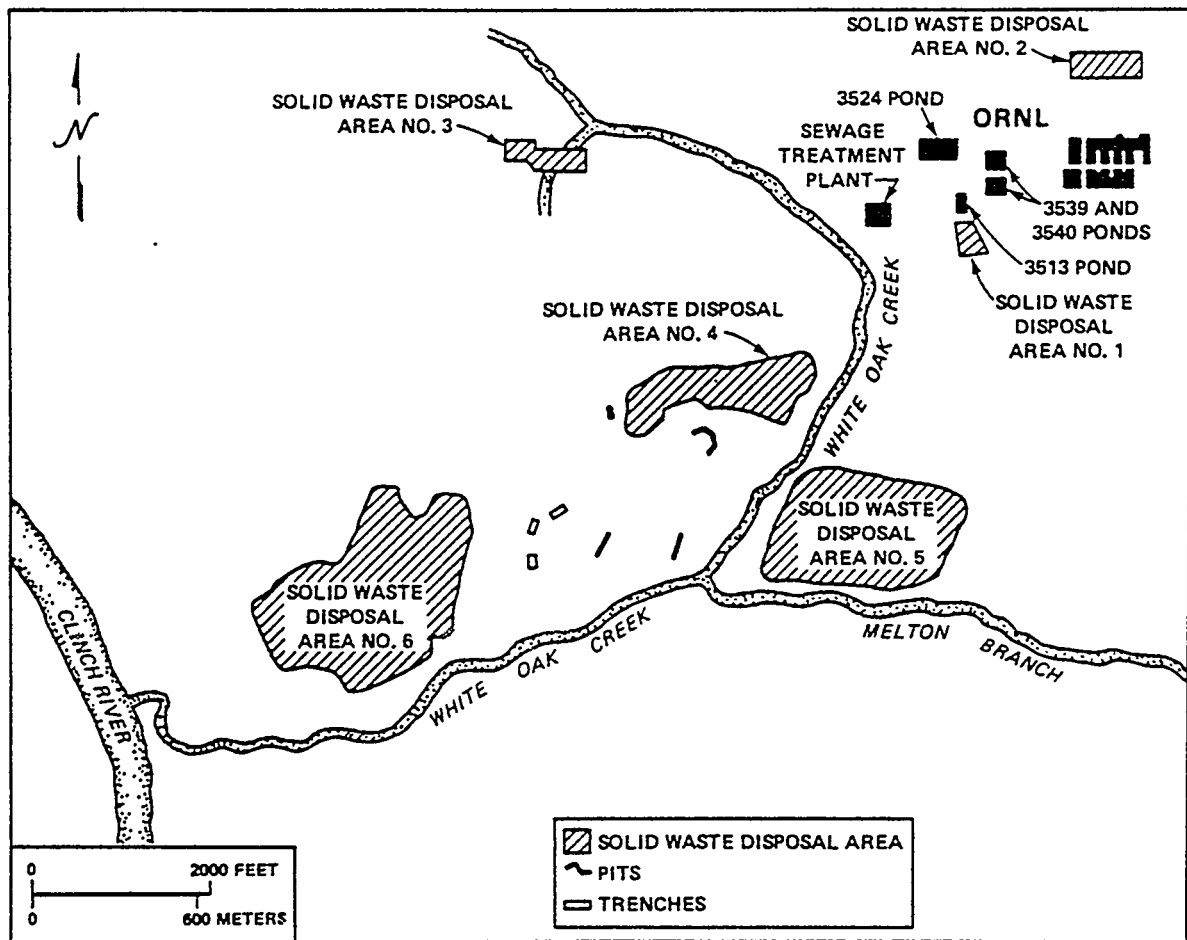 SOLID WASTE DISPOSAL
AREA NO. 2
N
SOLID WASTE DISPOSAL
AREA NO. 3
3524 POND
ORNL
SEWAGE
TREATMENT
PLANT
3539 AND
3540 PONDS
3513 POND
SOLID WASTE
DISPOSAL
AREA NO. 1
WHITE OAK CREEK
SOLID WASTE DISPOSAL
AREA NO. 4
SOLID WASTE
DISPOSAL
AREA NO. 5
SOLID WASTE
DISPOSAL
AREA NO. 6
CLINCH RIVER
WHITE OAK CREEK
MELTON BRANCH
SOLID WASTE DISPOSAL AREA
PITS
TRENCHES
0 2000 FEET
0 600 METERS